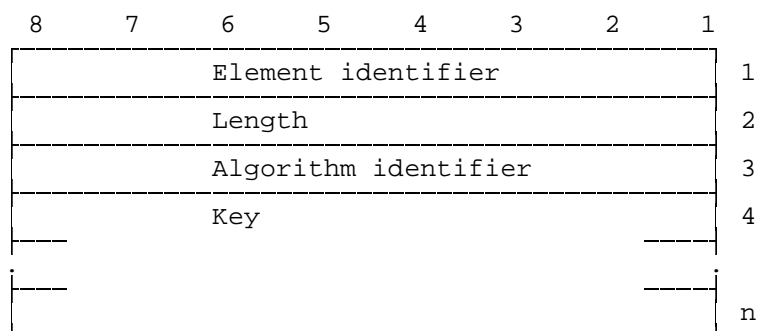 8 7 6 5 4 3 2 1
Element identifier 1
Length 2
Algorithm identifier 3
Key 4
n